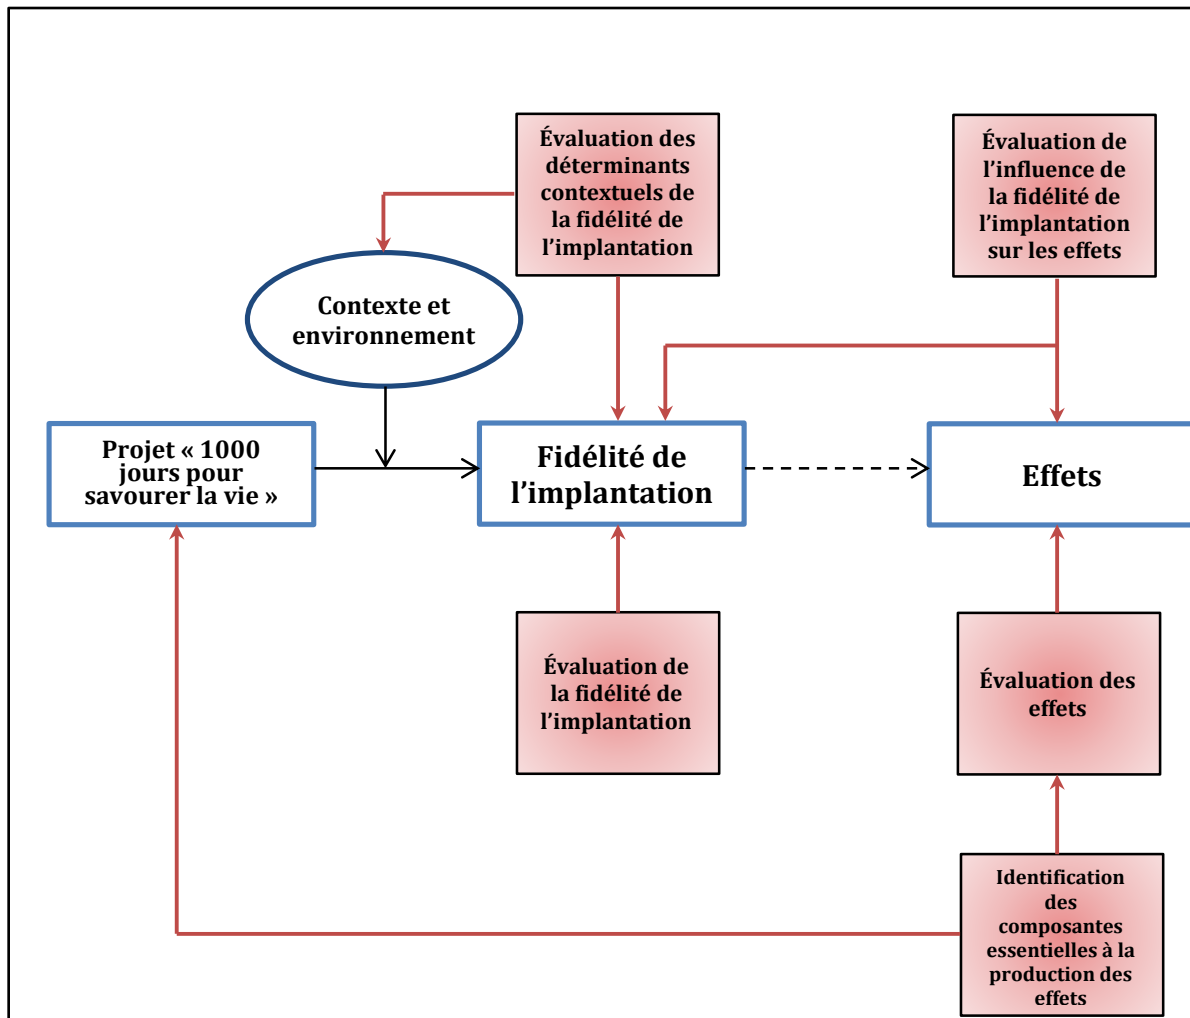 Évaluation des
déterminants
contextuels de
la fidélité de
l’implantation
Évaluation de
l’influence de
la fidélité de
l’implantation
sur les effets
Contexte et
environnement
Projet « 1000
jours pour
savourer la vie »
Fidélité de
l’implantation
Effets
Évaluation de
la fidélité de
l’implantation
Évaluation des
effets
Identification
des
composantes
essentielles à la
production des
effets